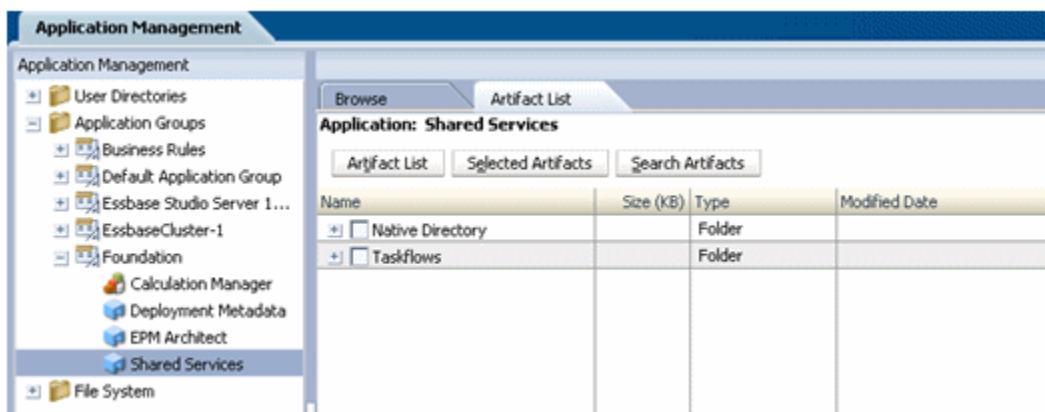 Application Management
Application Management
User Directories
Application Groups
Business Rules
Default Application Group
Essbase Studio Server 1...
EssbaseCluster-1
Foundation
Calculation Manager
Deployment Metadata
EPM Architect
Shared Services
File System
Browse Artifact List
Application: Shared Services
Artifact List Selected Artifacts Search Artifacts
Name Size (KB) Type Modified Date
Native Directory Folder
Taskflows Folder